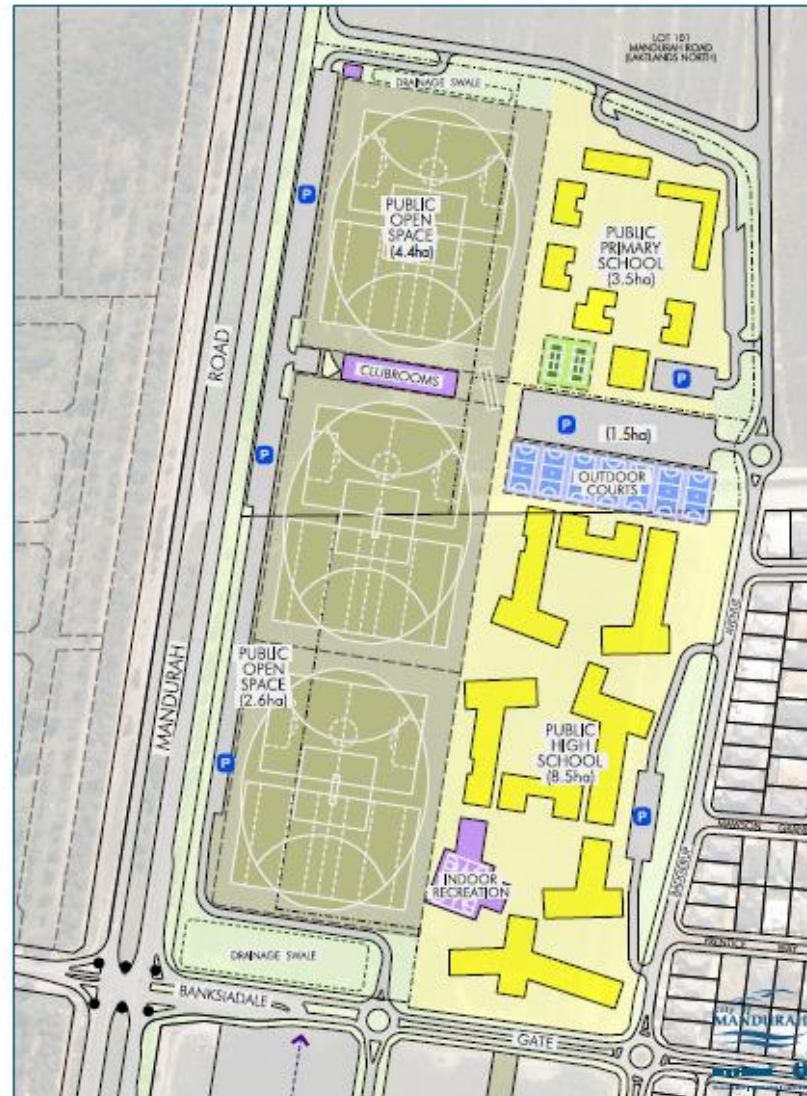 LOT 101
MANDURAH ROAD
(LAKELANDS NORTH)
DRAINAGE SWALE
P
PUBLIC
OPEN
SPACE
(4.4ha)
PUBLIC
PRIMARY
SCHOOL
(3.5ha)
ROAD
CLUBROOMS
P
P
(1.5ha)
P
OUTDOOR
COURTS
MANDURAH
PUBLIC
OPEN
SPACE
(2.6ha)
AVENUE
PUBLIC
HIGH
SCHOOL
(8.5ha)
P
P
INDOOR
RECREATION
DRAINAGE SWALE
BANKSIADALE
GATE
WAY
MANDURAH